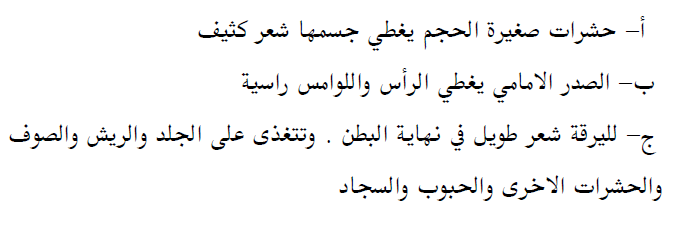 أ– حشرات صغيرة الحجم يغطي جسمها شعر كثيف
ب– الصدر الامامي يغطي الرأس واللوامس راسية
ج– لليرقة شعر طويل في نهاية البطن . وتتغذى على الجلد والريش والصوف
والحشرات الاخرى والحبوب والسجاد